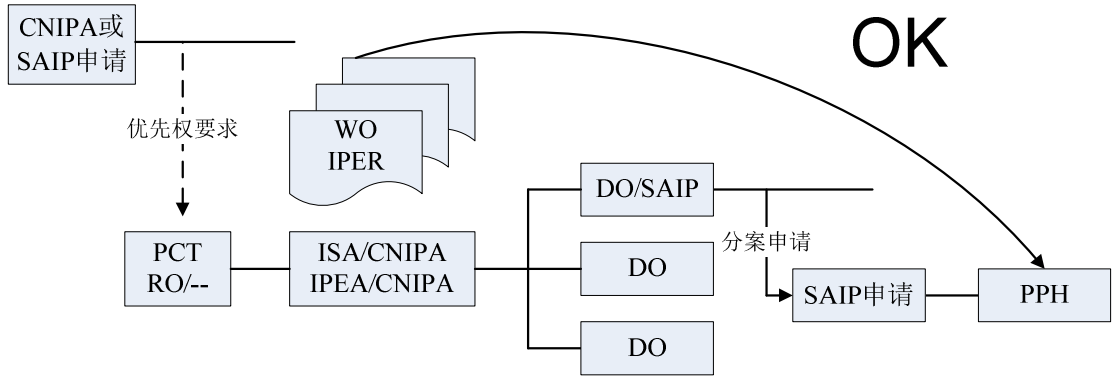 CNIPA或
SAIP申请
OK
优先权要求
WO
IPER
DO/SAIP
分案申请
PCT
RO/--
ISA/CNIPA
IPEA/CNIPA
DO
SAIP申请
PPH
DO